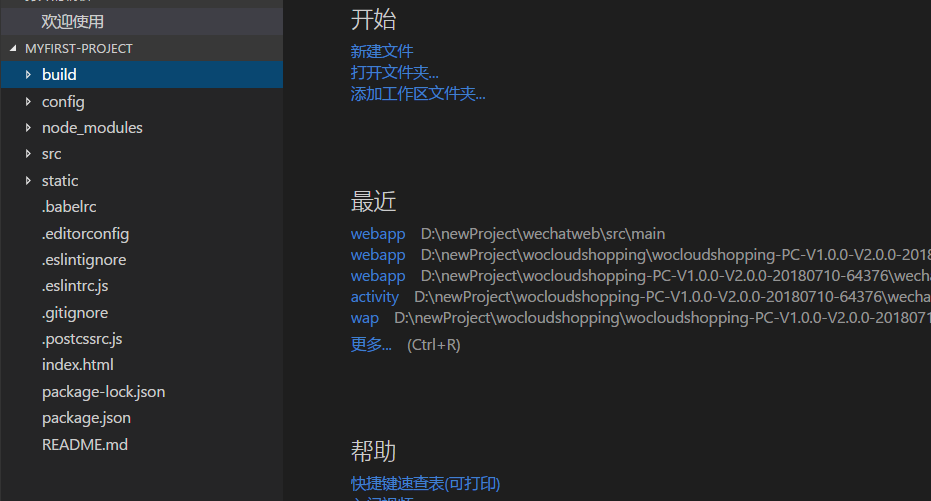 欢迎使用
MYFIRST-PROJECT
build
config
node_modules
src
static
.babelrc
.editorconfig
.eslintignore
.eslintrc.js
.gitignore
.postcssrc.js
index.html
package-lock.json
package.json
README.md
开始
新建文件
打开文件夹...
添加工作区文件夹...
最近
webapp D:\newProject\wechatweb\src\main
webapp D:\newProject\wocloudshopping\wocloudshopping-PC-V1.0.0-V2.0.0-2018
webapp D:\newProject\wocloudshopping-PC-V1.0.0-V2.0.0-20180710-64376\wecha
activity D:\newProject\wocloudshopping-PC-V1.0.0-V2.0.0-20180710-64376\wecha
wap D:\newProject\wocloudshopping\wocloudshopping-PC-V1.0.0-V2.0.0-2018071
更多... (Ctrl+R)
帮助
快捷键速查表(可打印)